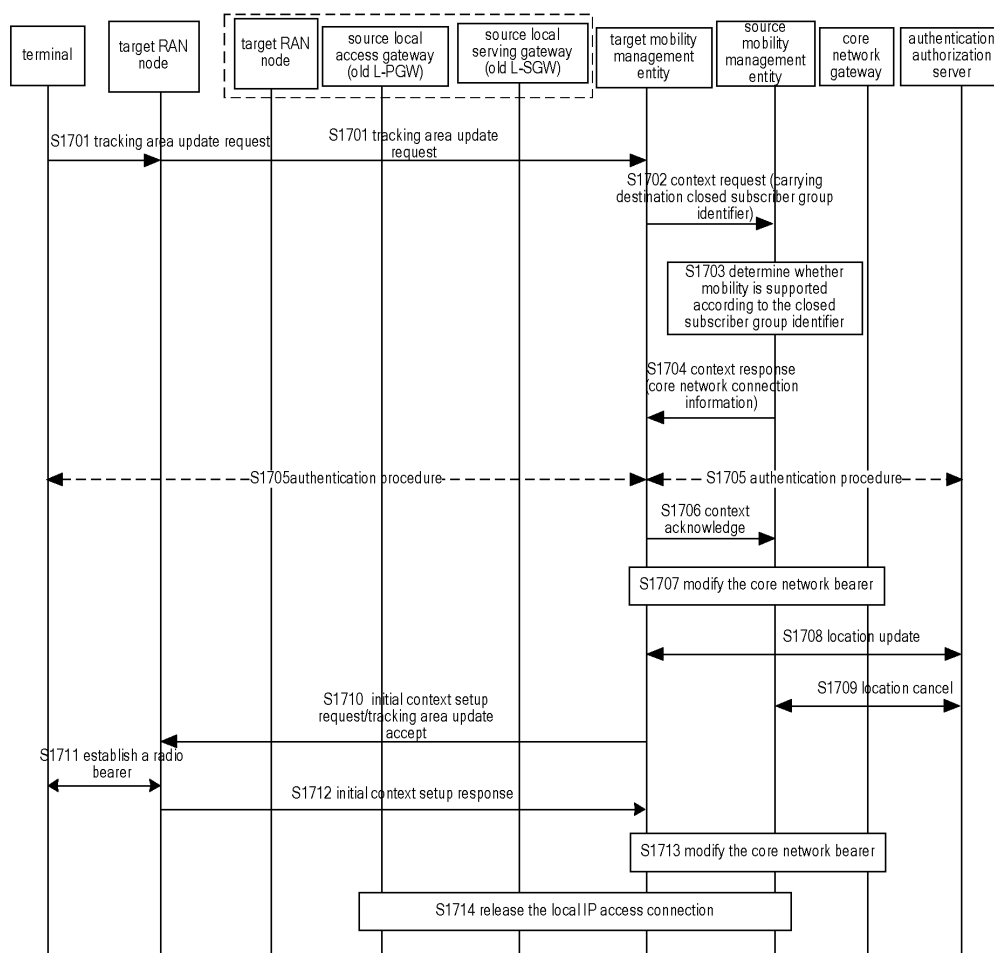 terminal
target RAN
node
target RAN
node
source local
access gateway
(old L-PGW)
source local
serving gateway
(old L-SGW)
target mobility
management
entity
source
mobility
management
entity
core
network
gateway
authentication
authorization
server
S1701 tracking area update request
S1701 tracking area update
request
S1702 context request (carrying
destination closed subscriber group
identifier)
S1703 determine whether
mobility is supported
according to the closed
subscriber group identifier
S1704 context response
(core network connection
information)
S1705authentication procedure
S1705 authentication procedure
S1706 context
acknowledge
S1707 modify the core network bearer
S1708 location update
S1709 location cancel
S1710 initial context setup
request/tracking area update
accept
S1711 establish a radio
bearer
S1712 initial context setup response
S1713 modify the core network bearer
S1714 release the local IP access connection